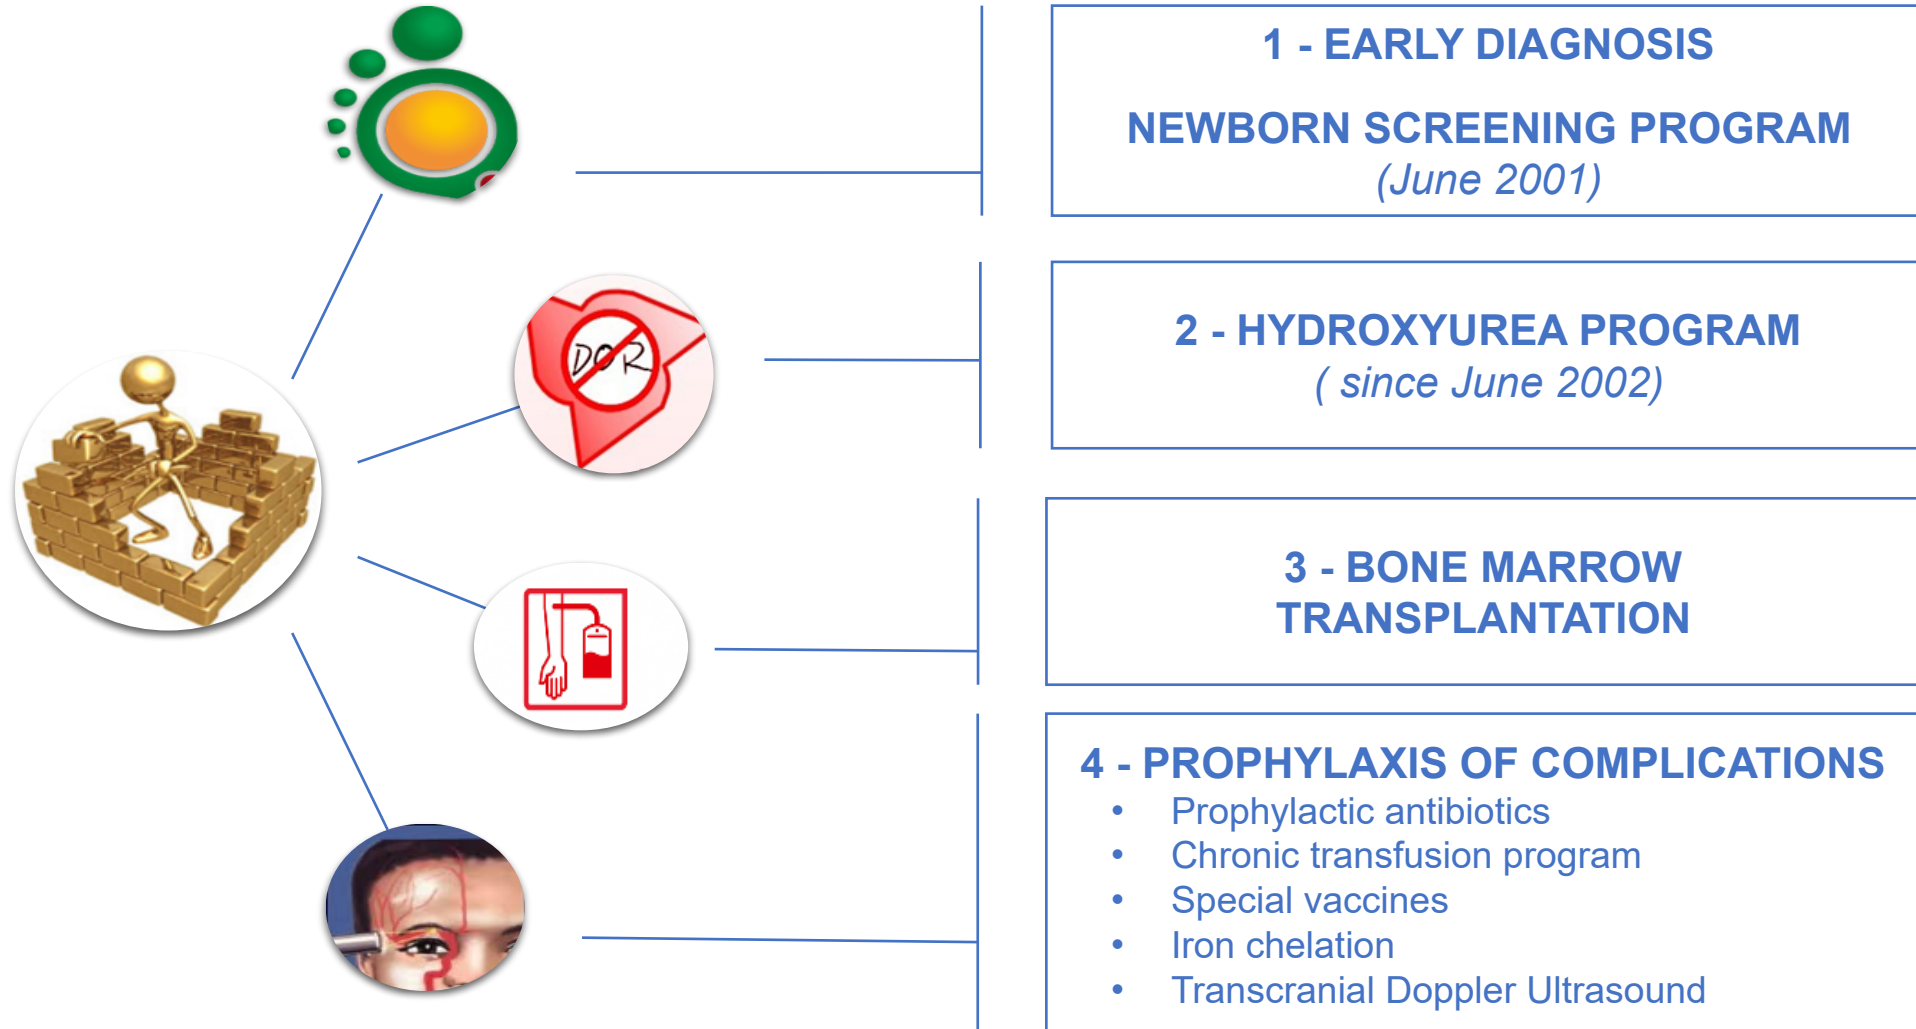 1 - EARLY DIAGNOSIS
NEWBORN SCREENING PROGRAM
(June 2001)
DOR
2 - HYDROXYUREA PROGRAM
( since June 2002)
3 - BONE MARROW
TRANSPLANTATION
4 - PROPHYLAXIS OF COMPLICATIONS
• Prophylactic antibiotics
• Chronic transfusion program
• Special vaccines
• Iron chelation
• Transcranial Doppler Ultrasound